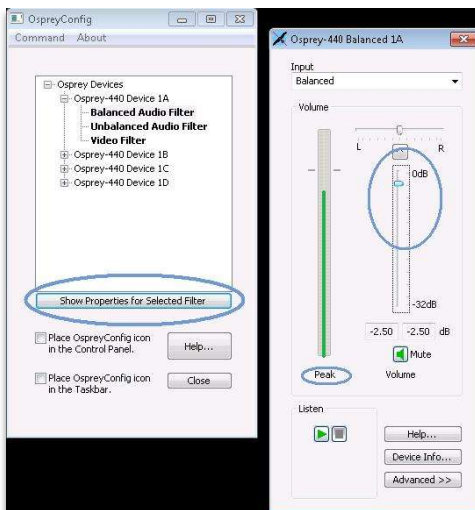 OspreyConfig
Command About
Osprey Devices
Osprey-440 Device 1A
Balanced Audio Filter
Unbalanced Audio Filter
Video Filter
Osprey-440 Device 1B
Osprey-440 Device 1C
Osprey-440 Device 1D
Show Properties for Selected Filter
Place OspreyConfig icon
in the Control Panel.
Help...
Place OspreyConfig icon
in the Taskbar.
Close
Osprey-440 Balanced 1A
Input
Balanced
Volume
L R
0dB
-32dB
-2.50 -2.50 dB
Mute
Peak Volume
Listen
Help...
Device Info...
Advanced >>